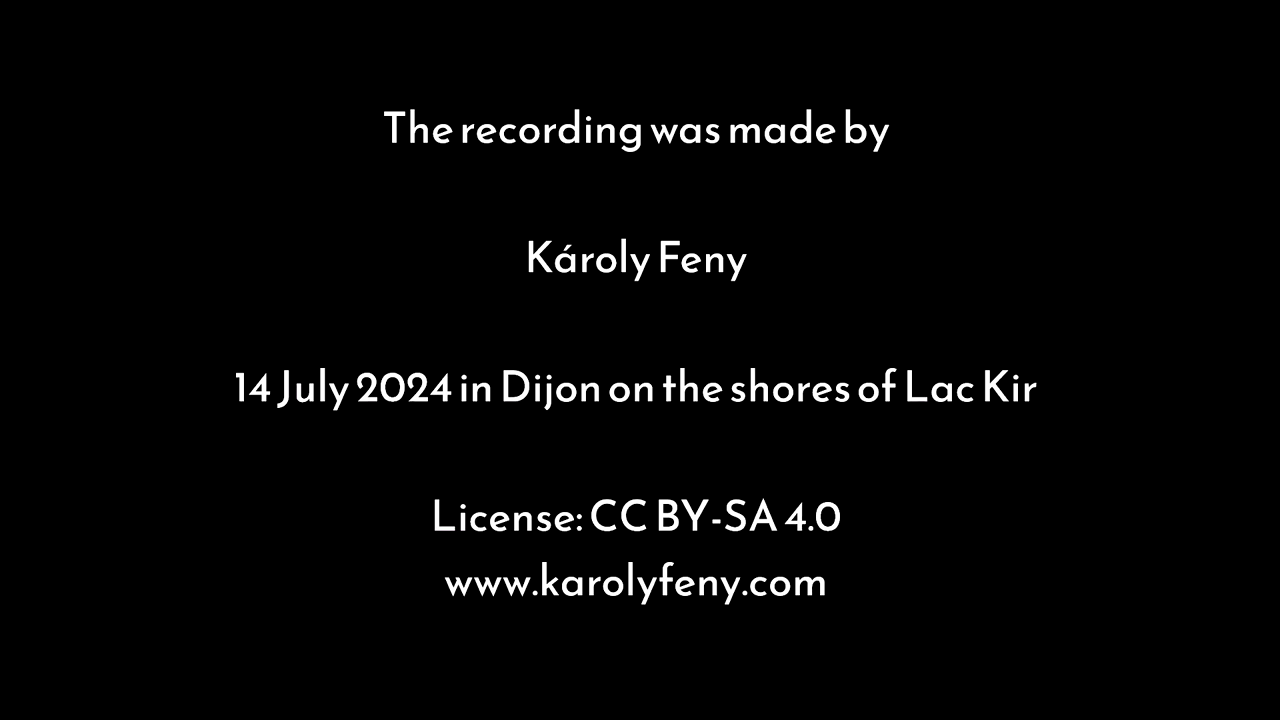 The recording was made by
Károly Feny
14 July 2024 in Dijon on the shores of Lac Kir
License: CC BY-SA 4.0
www.karolyfeny.com